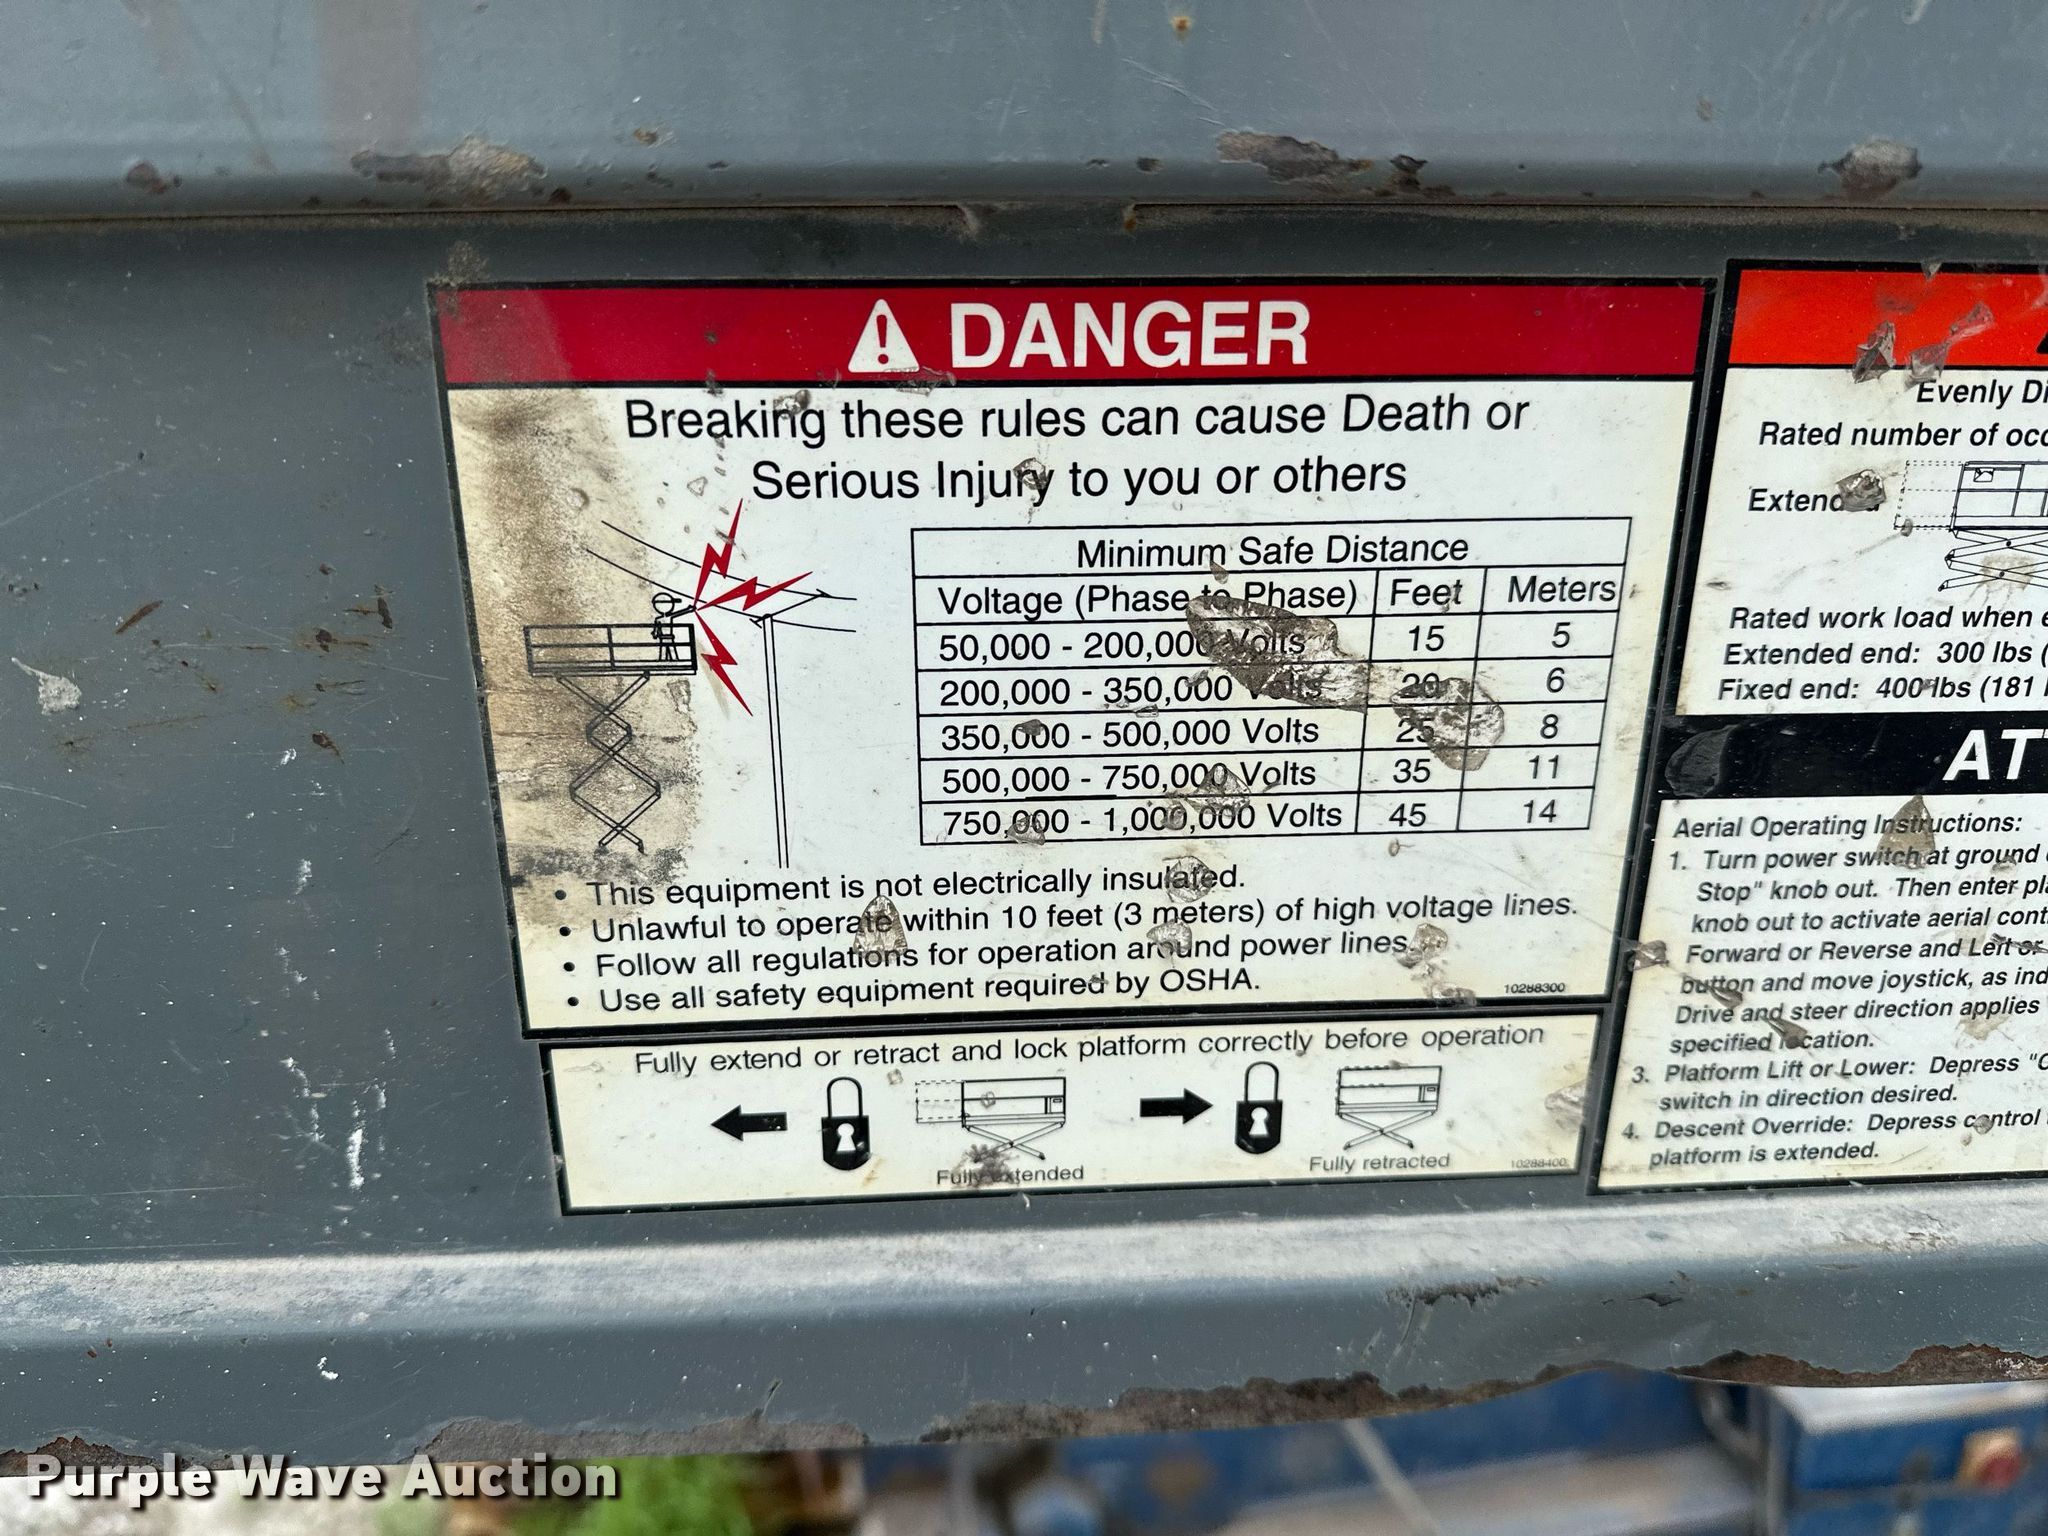 DANGER
Breaking these rules can cause Death or
Serious Injury to you or others
Minimum Safe Distance
Voltage (Phase to Phase) Feet Meters
50,000 - 200,000 Volts 15 5
200,000 - 350,000 Volts 20 6
350,000 - 500,000 Volts 25 8
500,000 - 750,000 Volts 35 11
750,000 - 1,000,000 Volts 45 14
• This equipment is not electrically insulated.
• Unlawful to operate within 10 feet (3 meters) of high voltage lines.
• Follow all regulations for operation around power lines.
• Use all safety equipment required by OSHA.
10288300
Fully extend or retract and lock platform correctly before operation
Fully extended
Fully retracted
10288400
Evenly
Rated number of
Extended
Rated work load when
Extended end: 300 lbs (
Fixed end: 400 lbs (181
Aerial Operating Instructions:
1. Turn power switch at ground
Stop" knob out. Then enter
knob out to activate aerial
Forward or Reverse and Left or
button and move joystick, as
Drive and steer direction applies
specified location.
3. Platform Lift or Lower: Depress "
switch in direction desired.
4. Descent Override: Depress control
platform is extended.
Purple Wave Auction